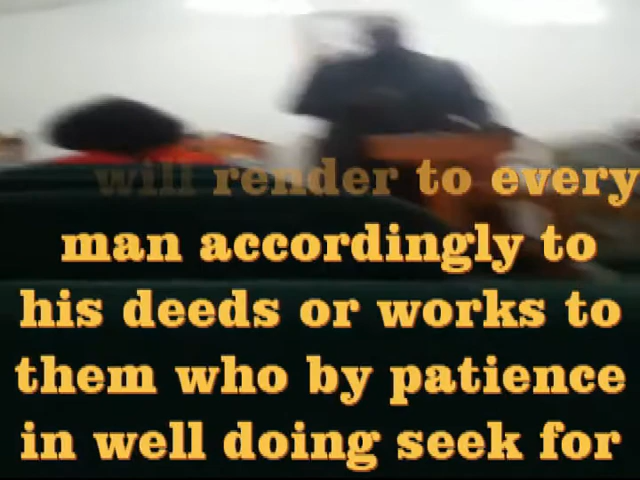 will render to every
man accordingly to
his deeds or works to
them who by patience
in well doing seek for